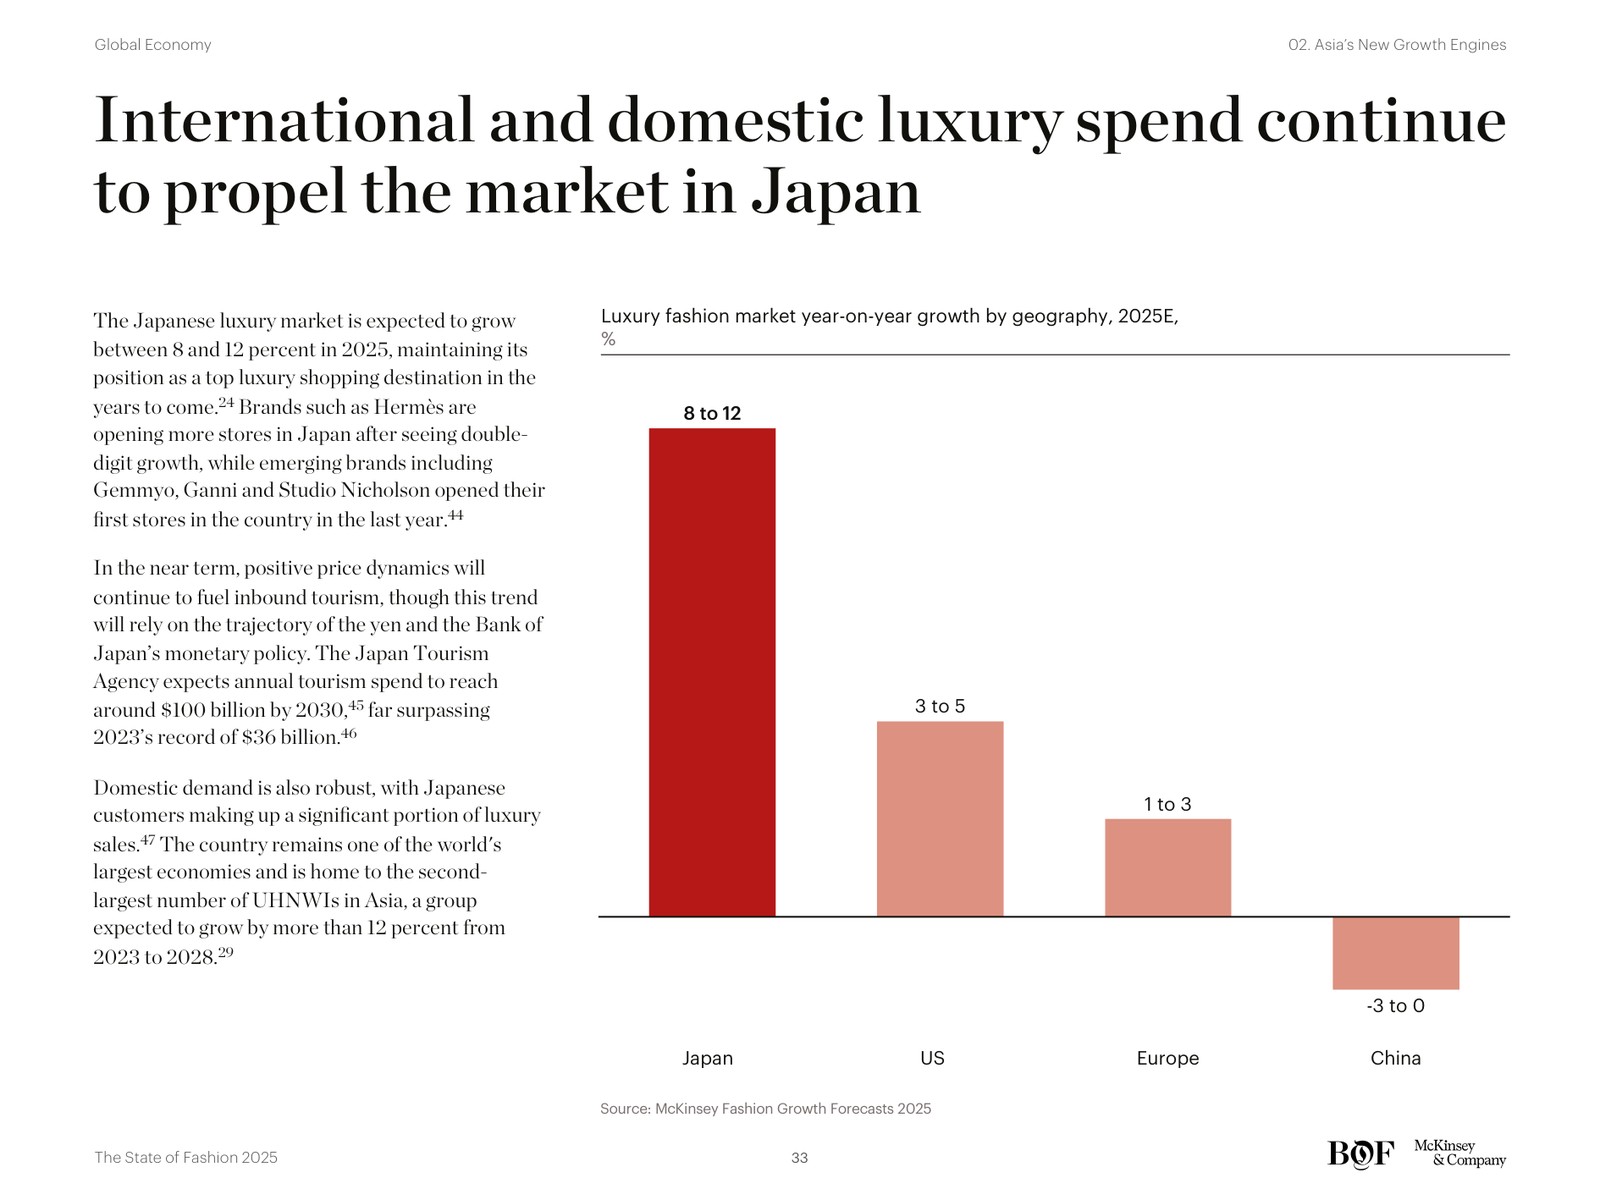 Global Economy
02. Asia's New Growth Engines
International and domestic luxury spend continue
to propel the market in Japan
The Japanese luxury market is expected to grow
between 8 and 12 percent in 2025, maintaining its
position as a top luxury shopping destination in the
years to come.24 Brands such as Hermès are
opening more stores in Japan after seeing double-
digit growth, while emerging brands including
Gemmyo, Ganni and Studio Nicholson opened their
first stores in the country in the last year.44
In the near term, positive price dynamics will
continue to fuel inbound tourism, though this trend
will rely on the trajectory of the yen and the Bank of
Japan's monetary policy. The Japan Tourism
Agency expects annual tourism spend to reach
around $100 billion by 2030,45 far surpassing
2023's record of $36 billion.46
Domestic demand is also robust, with Japanese
customers making up a significant portion of luxury
sales.47 The country remains one of the world's
largest economies and is home to the second-
largest number of UHNWIs in Asia, a group
expected to grow by more than 12 percent from
2023 to 2028.29
Luxury fashion market year-on-year growth by geography, 2025E,
%
8 to 12
3 to 5
1 to 3
-3 to 0
Japan
US
Europe
China
Source: McKinsey Fashion Growth Forecasts 2025
The State of Fashion 2025
33
BOF
McKinsey
& Company